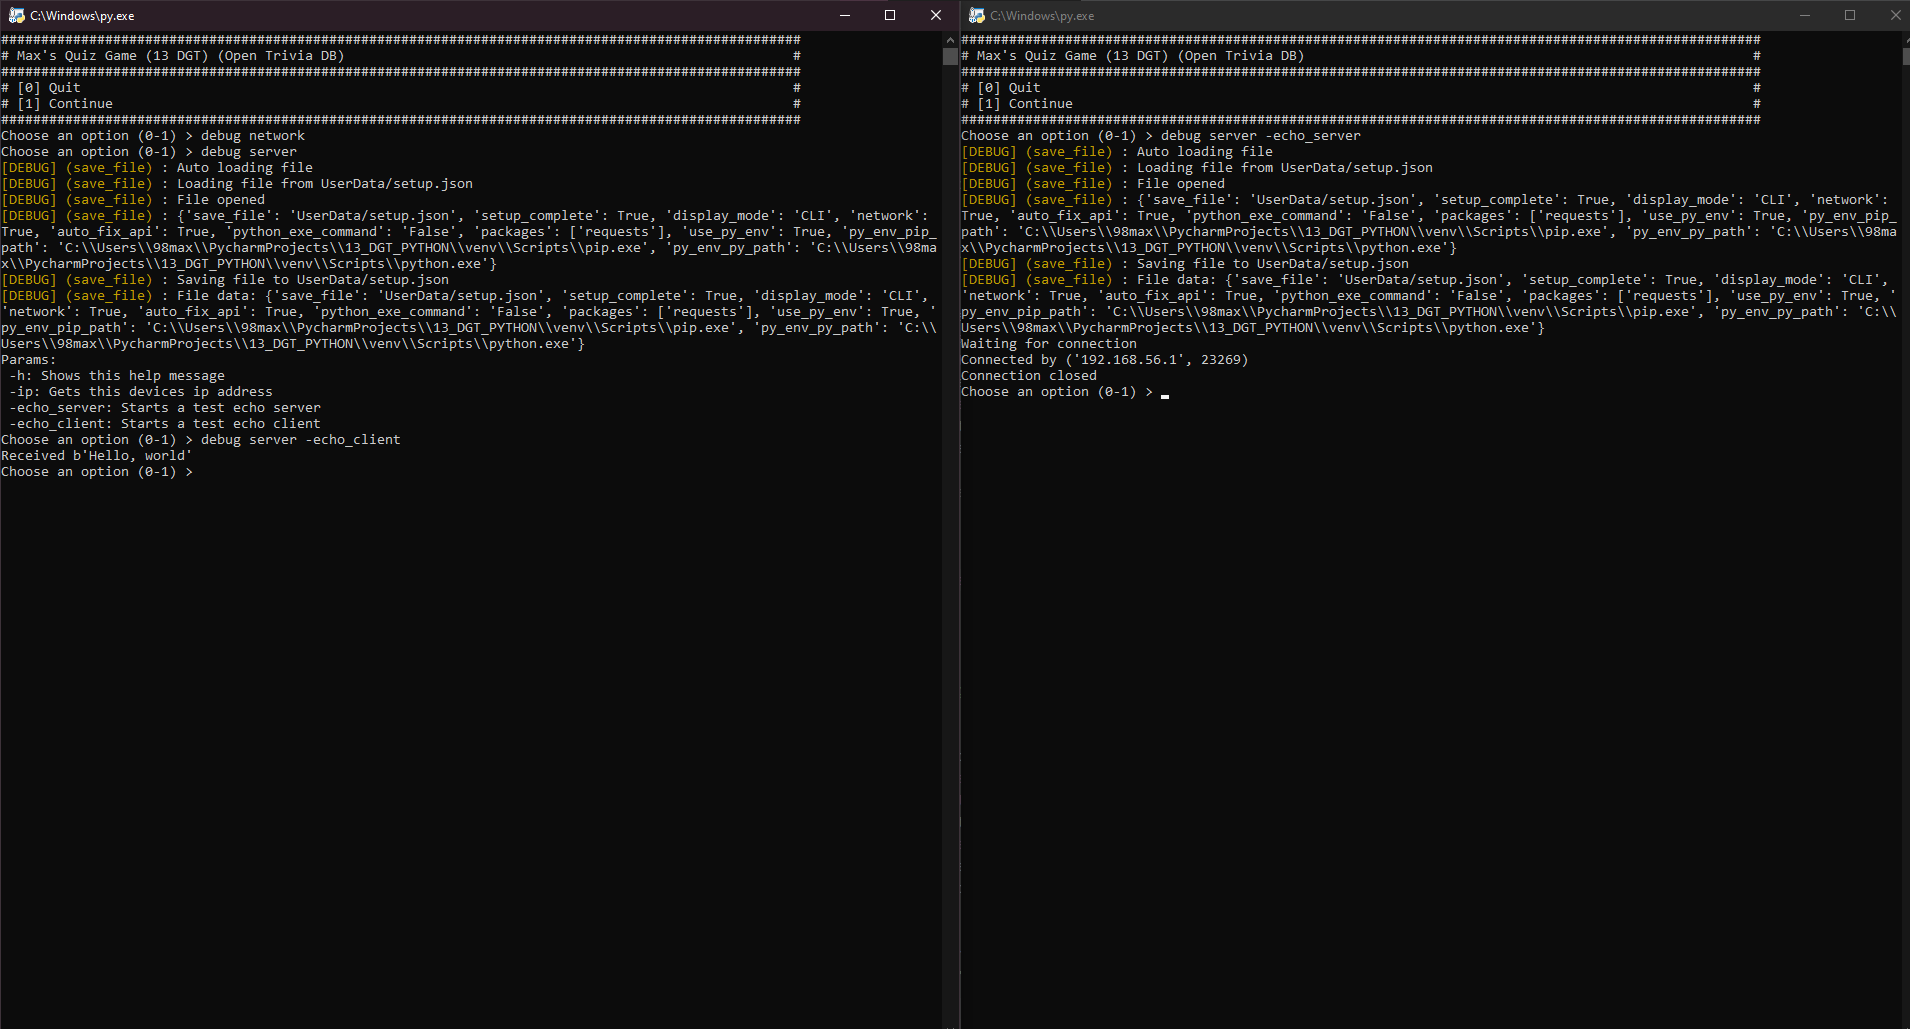 C:\Windows\py.exe
####################################################################################################
# Max's Quiz Game (13 DGT) (Open Trivia DB)                                                        #
####################################################################################################
# [0] Quit                                                                                         #
# [1] Continue                                                                                     #
####################################################################################################
Choose an option (0-1) > debug network
Choose an option (0-1) > debug server
[DEBUG] (save_file) : Auto loading file
[DEBUG] (save_file) : Loading file from UserData/setup.json
[DEBUG] (save_file) : File opened
[DEBUG] (save_file) : {'save_file': 'UserData/setup.json', 'setup_complete': True, 'display_mode': 'CLI', 'network':
True, 'auto_fix_api': True, 'python_exe_command': 'False', 'packages': ['requests'], 'use_py_env': True, 'py_env_pip_
path': 'C:\\Users\\98max\\PycharmProjects\\13_DGT_PYTHON\\venv\\Scripts\\pip.exe', 'py_env_py_path': 'C:\\Users\\98ma
x\\PycharmProjects\\13_DGT_PYTHON\\venv\\Scripts\\python.exe'}
[DEBUG] (save_file) : Saving file to UserData/setup.json
[DEBUG] (save_file) : File data: {'save_file': 'UserData/setup.json', 'setup_complete': True, 'display_mode': 'CLI',
'network': True, 'auto_fix_api': True, 'python_exe_command': 'False', 'packages': ['requests'], 'use_py_env': True, '
py_env_pip_path': 'C:\\Users\\98max\\PycharmProjects\\13_DGT_PYTHON\\venv\\Scripts\\pip.exe', 'py_env_py_path': 'C:\\
Users\\98max\\PycharmProjects\\13_DGT_PYTHON\\venv\\Scripts\\python.exe'}
Params:
 -h: Shows this help message
 -ip: Gets this devices ip address
 -echo_server: Starts a test echo server
 -echo_client: Starts a test echo client
Choose an option (0-1) > debug server -echo_client
Received b'Hello, world'
Choose an option (0-1) >
C:\Windows\py.exe
####################################################################################################
# Max's Quiz Game (13 DGT) (Open Trivia DB)                                                        #
####################################################################################################
# [0] Quit                                                                                         #
# [1] Continue                                                                                     #
####################################################################################################
Choose an option (0-1) > debug server -echo_server
[DEBUG] (save_file) : Auto loading file
[DEBUG] (save_file) : Loading file from UserData/setup.json
[DEBUG] (save_file) : File opened
[DEBUG] (save_file) : {'save_file': 'UserData/setup.json', 'setup_complete': True, 'display_mode': 'CLI', 'network':
True, 'auto_fix_api': True, 'python_exe_command': 'False', 'packages': ['requests'], 'use_py_env': True, 'py_env_pip_
path': 'C:\\Users\\98max\\PycharmProjects\\13_DGT_PYTHON\\venv\\Scripts\\pip.exe', 'py_env_py_path': 'C:\\Users\\98ma
x\\PycharmProjects\\13_DGT_PYTHON\\venv\\Scripts\\python.exe'}
[DEBUG] (save_file) : Saving file to UserData/setup.json
[DEBUG] (save_file) : File data: {'save_file': 'UserData/setup.json', 'setup_complete': True, 'display_mode': 'CLI',
'network': True, 'auto_fix_api': True, 'python_exe_command': 'False', 'packages': ['requests'], 'use_py_env': True, '
py_env_pip_path': 'C:\\Users\\98max\\PycharmProjects\\13_DGT_PYTHON\\venv\\Scripts\\pip.exe', 'py_env_py_path': 'C:\\
Users\\98max\\PycharmProjects\\13_DGT_PYTHON\\venv\\Scripts\\python.exe'}
Waiting for connection
Connected by ('192.168.56.1', 23269)
Connection closed
Choose an option (0-1) >